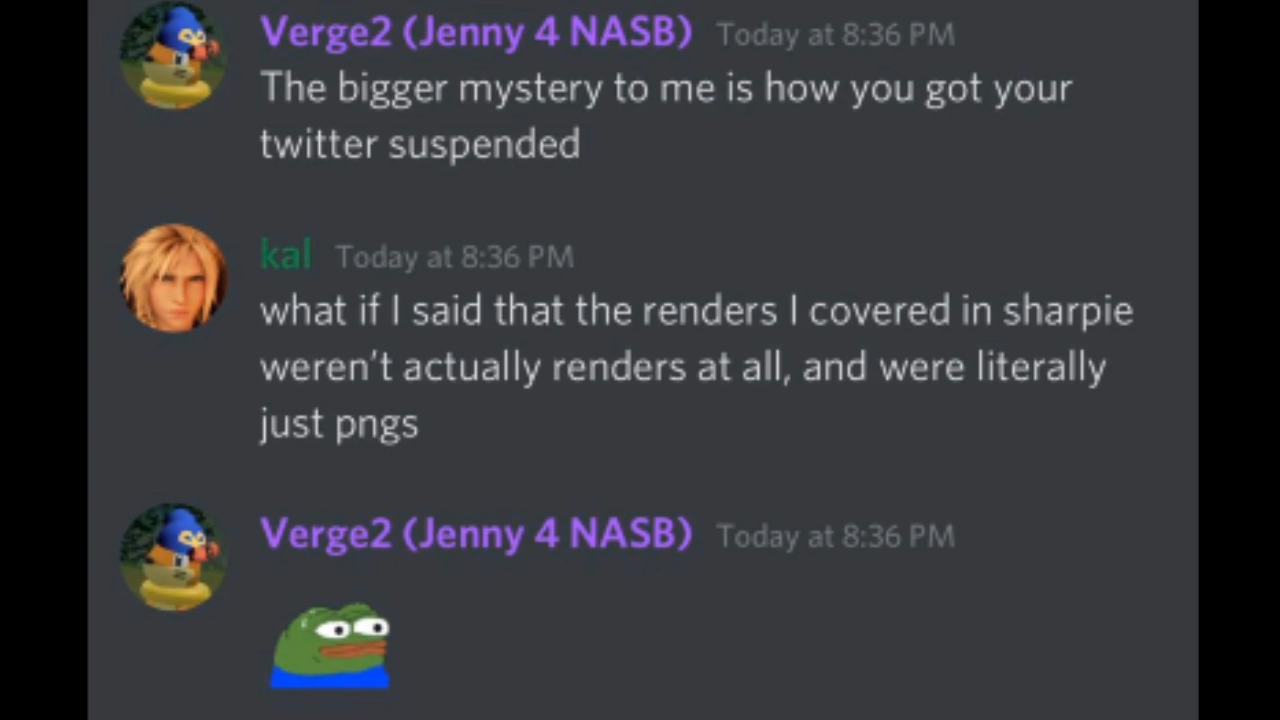 Verge2 (Jenny 4 NASB) Today at 8:36 PM
The bigger mystery to me is how you got your
twitter suspended
kal Today at 8:36 PM
what if I said that the renders I covered in sharpie
weren't actually renders at all, and were literally
just pngs
Verge2 (Jenny 4 NASB) Today at 8:36 PM